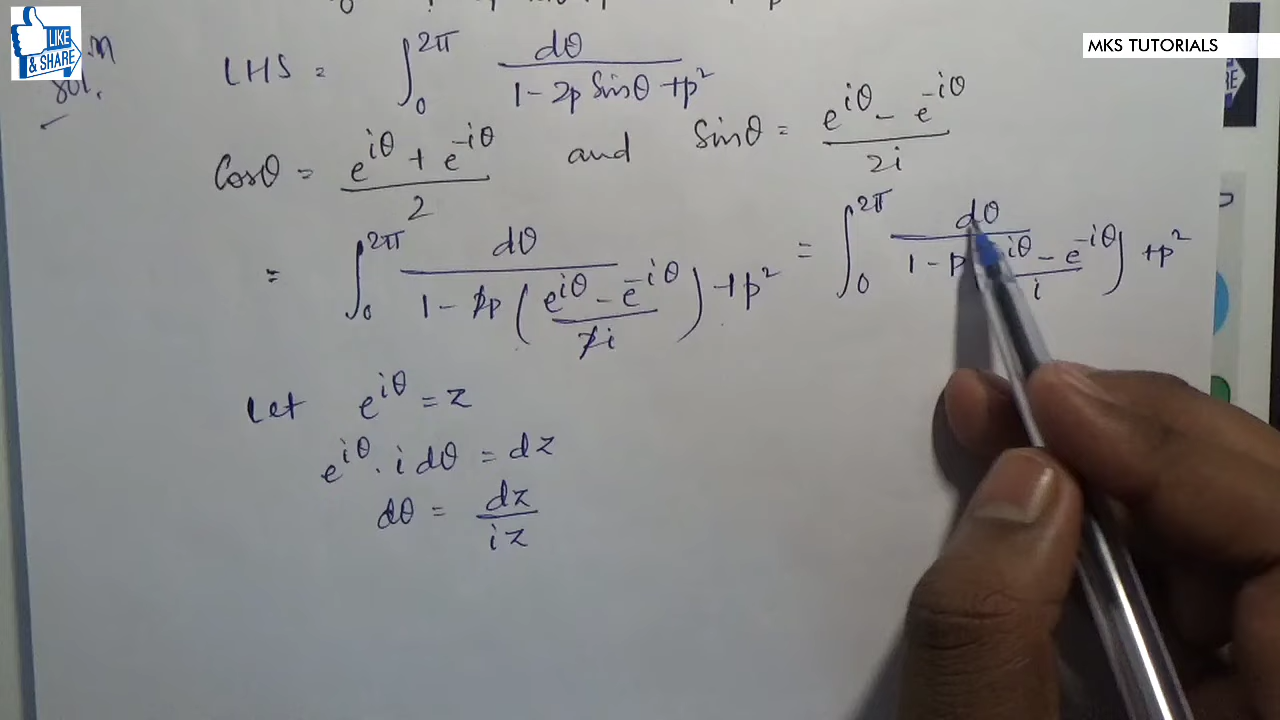 LIKE & SHARE
MKS TUTORIALS
Solⁿ.
LHS = ∫₀^2π dθ / (1 - 2p Sinθ + p²)
Cosθ = (e^iθ + e^-iθ) / 2 and Sinθ = (e^iθ - e^-iθ) / 2i
= ∫₀^2π dθ / (1 - 2p ((e^iθ - e^-iθ) / 2i) + p²) = ∫₀^2π dθ / (1 - p ( iθ - e^-iθ) / i) + p²
Let e^iθ = z
e^iθ . i dθ = dz
dθ = dz / iz